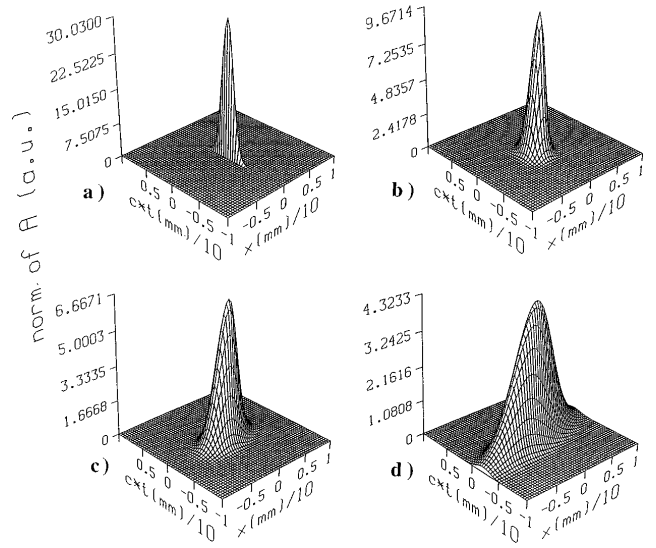 norm. of A (a.u.)
30.0300
22.5225
15.0150
7.5075
0
0.5 0 -0.5 -1
c*t(mm)/10
-0.5 0 0.5 1
x(mm)/10
a)
9.6714
7.2535
4.8357
2.4178
0
0.5 0 -0.5 -1
c*t(mm)/10
-0.5 0 0.5 1
x(mm)/10
b)
6.6671
5.0003
3.3335
1.6668
0
0.5 0 -0.5 -1
c*t(mm)/10
-0.5 0 0.5 1
x(mm)/10
c)
4.3233
3.2425
2.1616
1.0808
0
0.5 0 -0.5 -1
c*t(mm)/10
-0.5 0 0.5 1
x(mm)/10
d)